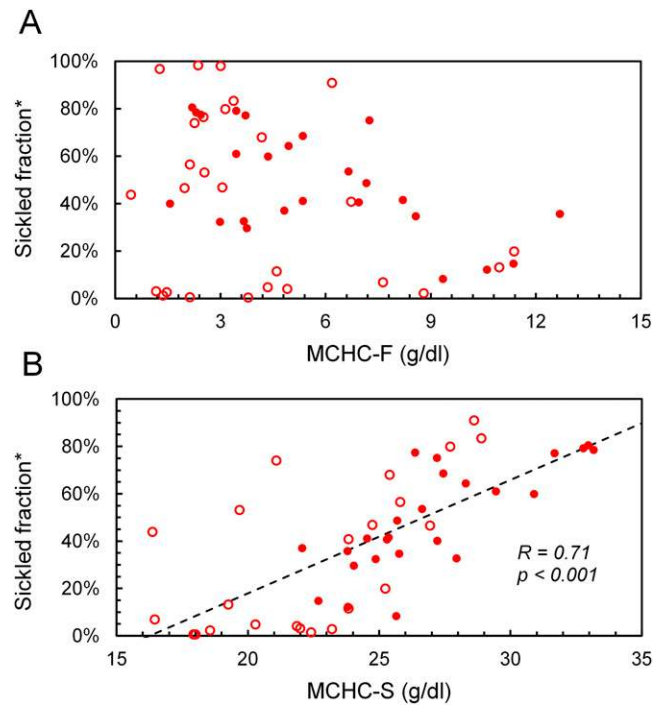 A
100%
80%
60%
40%
20%
0%
Sickled fraction*
0 3 6 9 12 15
MCHC-F (g/dl)
B
100%
80%
60%
40%
20%
0%
Sickled fraction*
R = 0.71
p < 0.001
15 20 25 30 35
MCHC-S (g/dl)